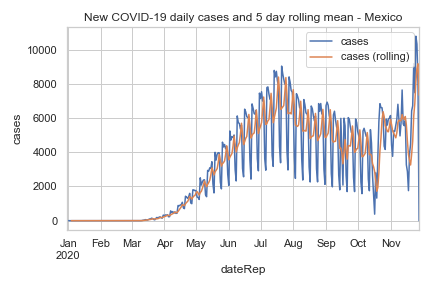 New COVID-19 daily cases and 5 day rolling mean - Mexico
cases
cases (rolling)
10000
8000
6000
4000
2000
0
cases
Jan Feb Mar Apr May Jun Jul Aug Sep Oct Nov
2020
dateRep